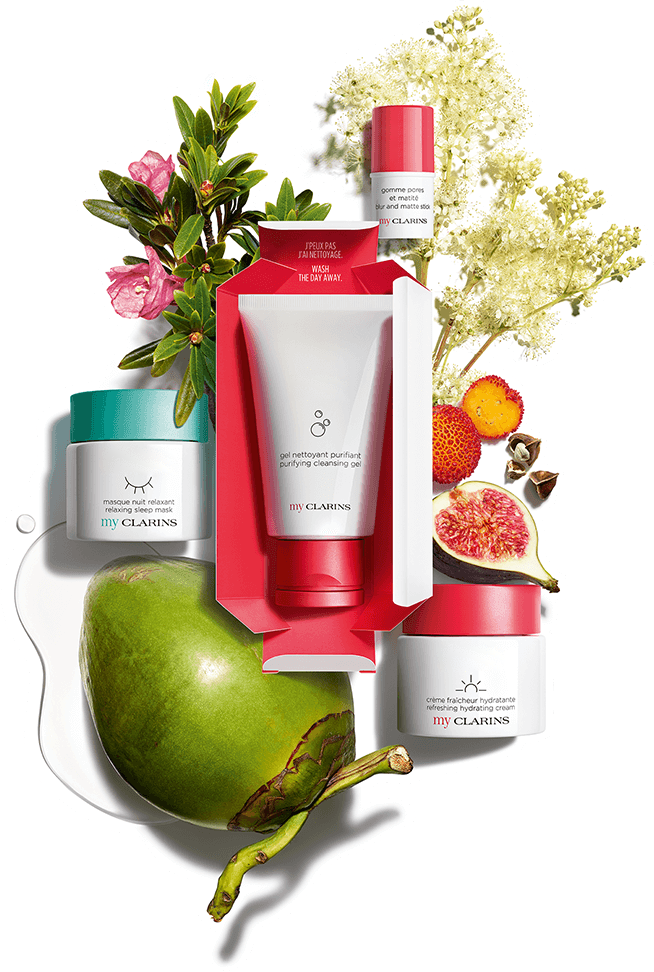 gomme pores
et matité
blur and matte stick
my CLARINS
J'PEUX PAS
J'AI NETTOYAGE.
WASH
THE DAY AWAY.
gel nettoyant purifiant
purifying cleansing gel
my CLARINS
masque nuit relaxant
relaxing sleep mask
my CLARINS
crème fraîcheur hydratante
refreshing hydrating cream
my CLARINS